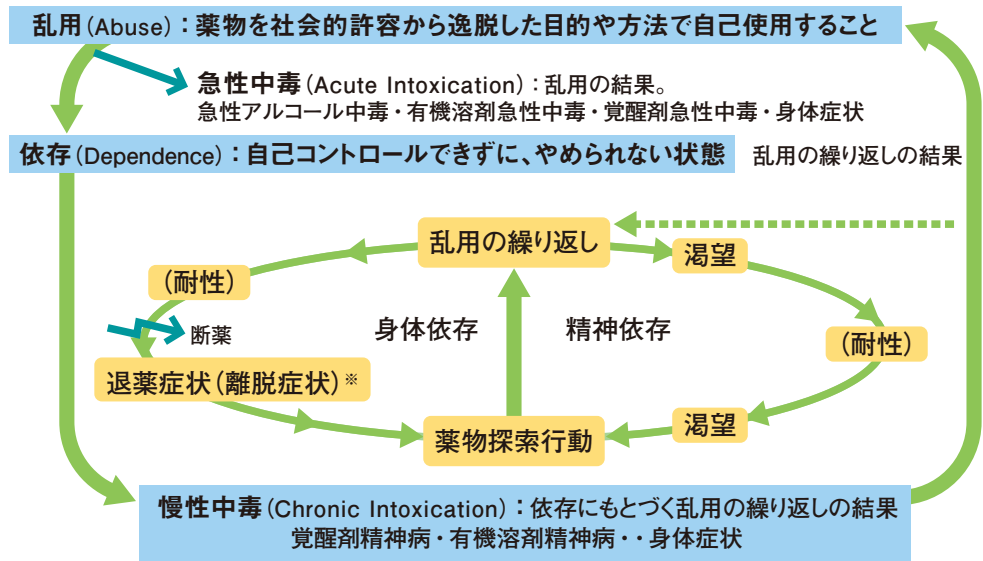 乱用(Abuse):薬物を社会的許容から逸脱した目的や方法で自己使用すること
急性中毒(Acute Intoxication):乱用の結果。
急性アルコール中毒・有機溶剤急性中毒・覚醒剤急性中毒・身体症状
依存(Dependence):自己コントロールできずに、やめられない状態
乱用の繰り返しの結果
乱用の繰り返し
渇望
(耐性)
断薬
身体依存
精神依存
(耐性)
退薬症状(離脱症状)※
渇望
薬物探索行動
慢性中毒(Chronic Intoxication):依存にもとづく乱用の繰り返しの結果
覚醒剤精神病・有機溶剤精神病・・身体症状